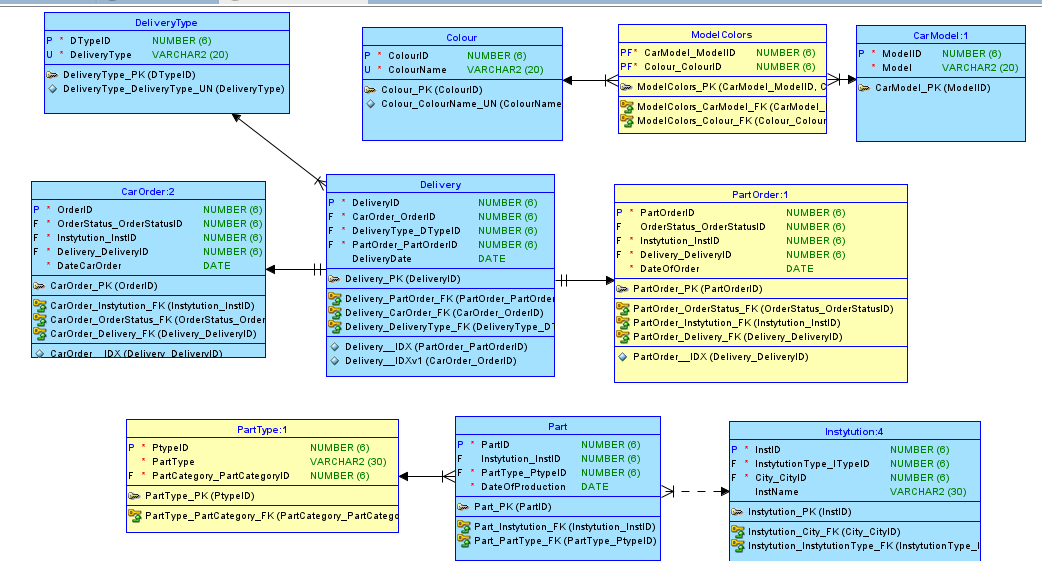 DeliveryType
P * DTypeID NUMBER (6)
U * DeliveryType VARCHAR2 (20)
DeliveryType_PK (DTypeID)
DeliveryType_DeliveryType_UN (DeliveryType)
Colour
P * ColourID NUMBER (6)
U * ColourName VARCHAR2 (20)
Colour_PK (ColourID)
Colour_ColourName_UN (ColourName
ModelColors
PF* CarModel_ModelID NUMBER (6)
PF* Colour_ColourID NUMBER (6)
ModelColors_PK (CarModel_ModelID, C
ModelColors_CarModel_FK (CarModel_
ModelColors_Colour_FK (Colour_Colour
CarModel:1
P * ModelID NUMBER (6)
* Model VARCHAR2 (20)
CarModel_PK (ModelID)
CarOrder:2
P * OrderID NUMBER (6)
F * OrderStatus_OrderStatusID NUMBER (6)
F * Instytution_InstID NUMBER (6)
F * Delivery_DeliveryID NUMBER (6)
* DateCarOrder DATE
CarOrder_PK (OrderID)
CarOrder_Instytution_FK (Instytution_InstID)
CarOrder_OrderStatus_FK (OrderStatus_Order
CarOrder_Delivery_FK (Delivery_DeliveryID)
CarOrder__IDX (Delivery_DeliveryID)
Delivery
P * DeliveryID NUMBER (6)
F * CarOrder_OrderID NUMBER (6)
F * DeliveryType_DTypeID NUMBER (6)
F * PartOrder_PartOrderID NUMBER (6)
DeliveryDate DATE
Delivery_PK (DeliveryID)
Delivery_PartOrder_FK (PartOrder_PartOrder
Delivery_CarOrder_FK (CarOrder_OrderID)
Delivery_DeliveryType_FK (DeliveryType_DT
Delivery__IDX (PartOrder_PartOrderID)
Delivery__IDXv1 (CarOrder_OrderID)
PartOrder:1
P * PartOrderID NUMBER (6)
F OrderStatus_OrderStatusID NUMBER (6)
F * Instytution_InstID NUMBER (6)
F * Delivery_DeliveryID NUMBER (6)
* DateOfOrder DATE
PartOrder_PK (PartOrderID)
PartOrder_OrderStatus_FK (OrderStatus_OrderStatusID)
PartOrder_Instytution_FK (Instytution_InstID)
PartOrder_Delivery_FK (Delivery_DeliveryID)
PartOrder__IDX (Delivery_DeliveryID)
PartType:1
P * PtypeID NUMBER (6)
* PartType VARCHAR2 (30)
F * PartCategory_PartCategoryID NUMBER (6)
PartType_PK (PtypeID)
PartType_PartCategory_FK (PartCategory_PartCatego
Part
P * PartID NUMBER (6)
F Instytution_InstID NUMBER (6)
F * PartType_PtypeID NUMBER (6)
* DateOfProduction DATE
Part_PK (PartID)
Part_Instytution_FK (Instytution_InstID)
Part_PartType_FK (PartType_PtypeID)
Instytution:4
P * InstID NUMBER (6)
F * InstytutionType_ITypeID NUMBER (6)
F * City_CityID NUMBER (6)
InstName VARCHAR2 (30)
Instytution_PK (InstID)
Instytution_City_FK (City_CityID)
Instytution_InstytutionType_FK (InstytutionType_I